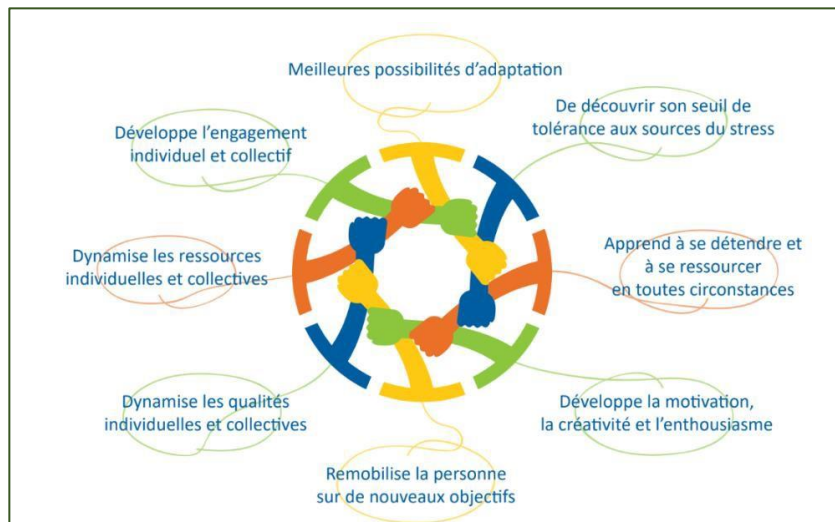 Meilleures possibilités d'adaptation
De découvrir son seuil de
tolérance aux sources du stress
Développe l'engagement
individuel et collectif
Dynamise les ressources
individuelles et collectives
Apprend à se détendre et
à se ressourcer
en toutes circonstances
Dynamise les qualités
individuelles et collectives
Développe la motivation,
la créativité et l'enthousiasme
Remobilise la personne
sur de nouveaux objectifs